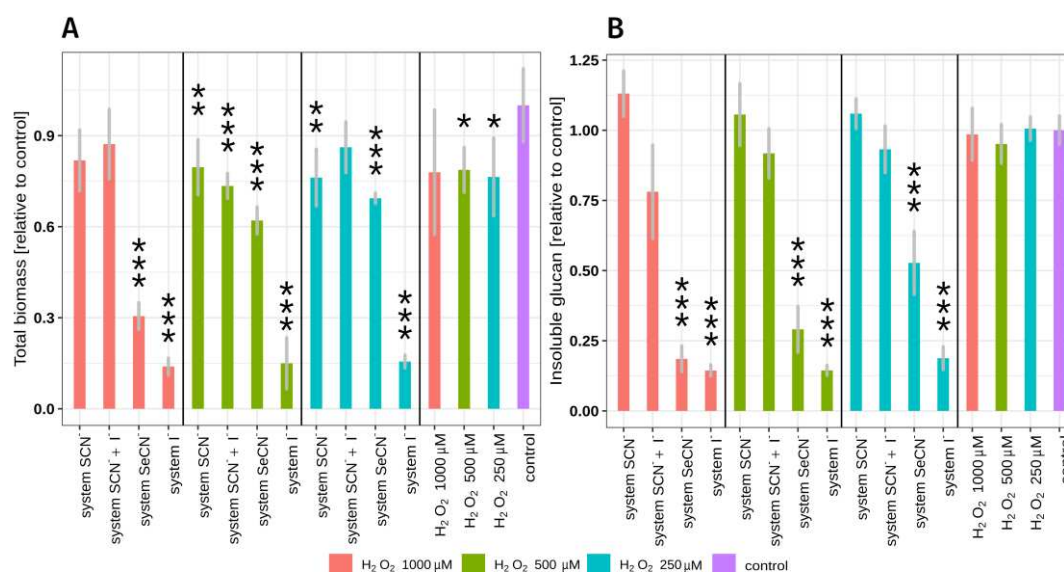 A
B
Total biomass [relative to control]
0.9
0.6
0.3
0.0
** *** *** ***
** *** *** ***
** *** ***
* *
system SCN⁻
system SCN⁻ + I⁻
system SeCN⁻
system I⁻
system SCN⁻
system SCN⁻ + I⁻
system SeCN⁻
system I⁻
system SCN⁻
system SCN⁻ + I⁻
system SeCN⁻
system I⁻
H₂O₂ 1000 µM
H₂O₂ 500 µM
H₂O₂ 250 µM
control
Insoluble glucan [relative to control]
1.25
1.00
0.75
0.50
0.25
0.00
*** ***
*** ***
*** ***
system SCN⁻
system SCN⁻ + I⁻
system SeCN⁻
system I⁻
system SCN⁻
system SCN⁻ + I⁻
system SeCN⁻
system I⁻
system SCN⁻
system SCN⁻ + I⁻
system SeCN⁻
system I⁻
H₂O₂ 1000 µM
H₂O₂ 500 µM
H₂O₂ 250 µM
control
H₂O₂ 1000 µM H₂O₂ 500 µM H₂O₂ 250 µM control